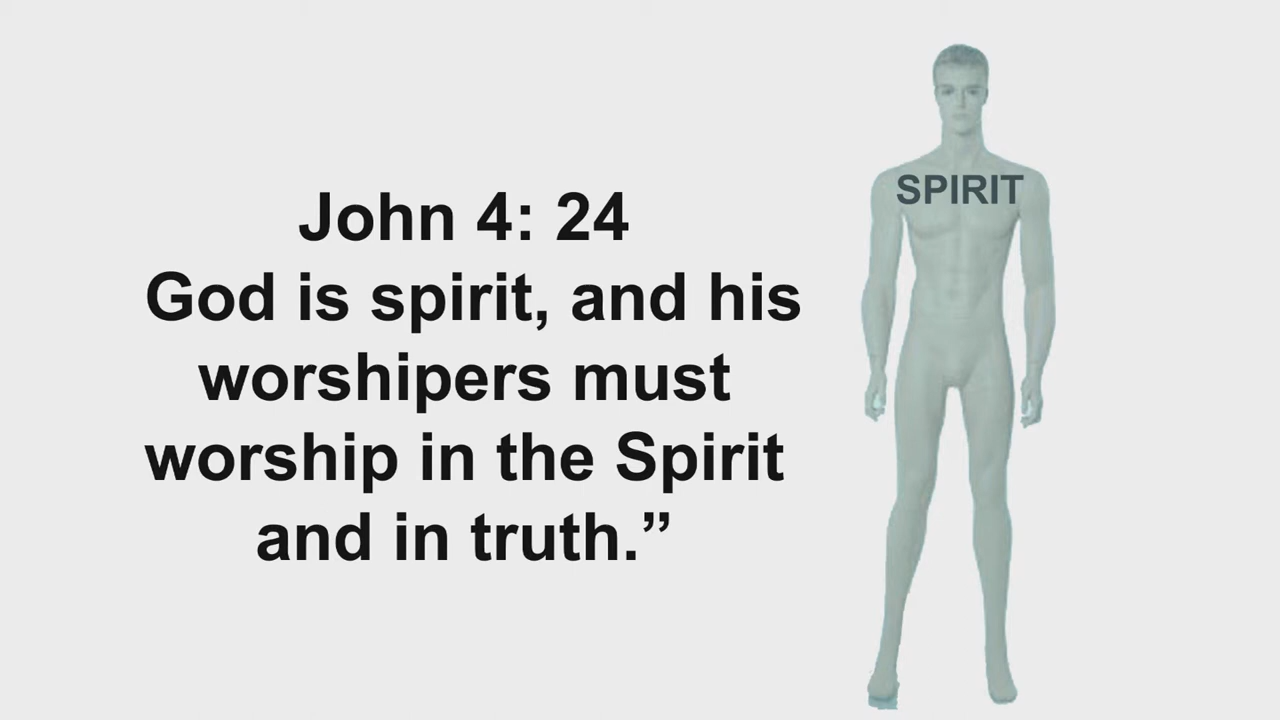 John 4: 24
God is spirit, and his
worshipers must
worship in the Spirit
and in truth.”
SPIRIT